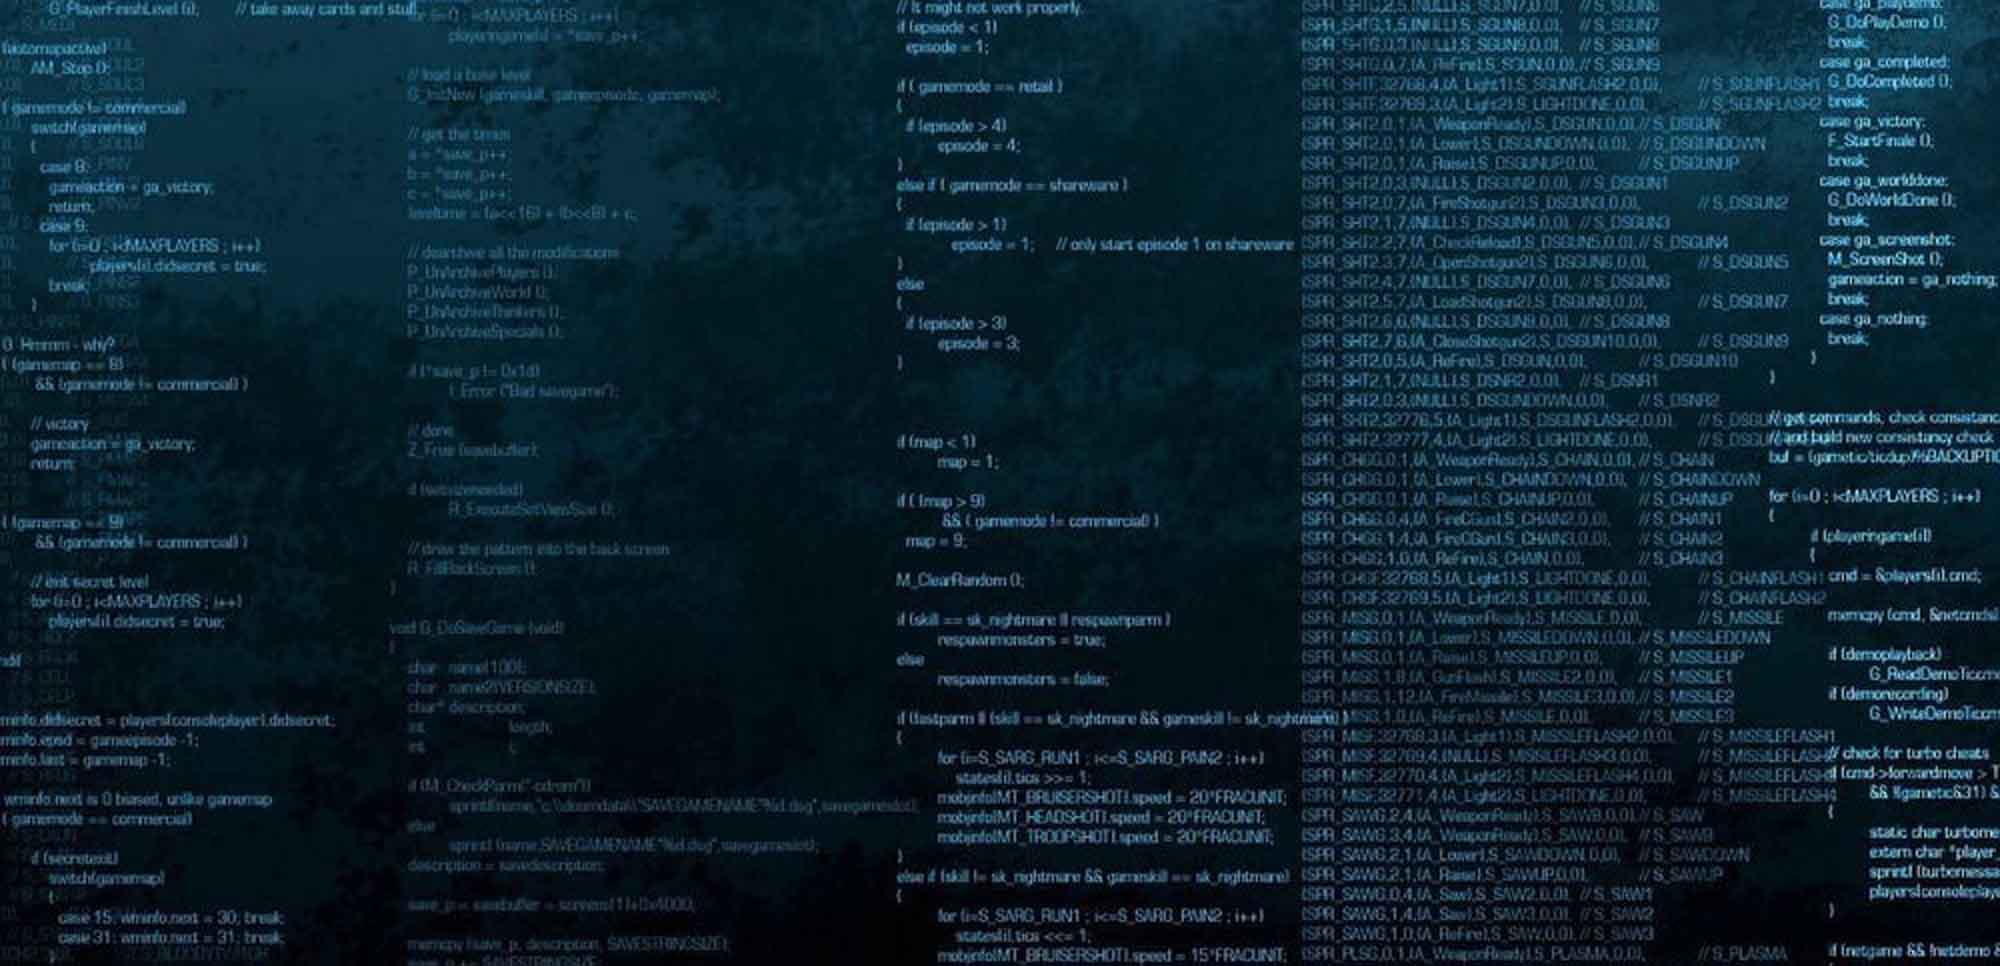 G_PlayerFinishLevel (i);        // take away cards and stuff
(automapactive)
AM_Stop ();
( gamemode != commercial)
switch(gamemap)
{
case 8:
gameaction = ga_victory;
return;
case 9:
for (i=0 ; i<MAXPLAYERS ; i++)
players[i].didsecret = true;
break;
}
Hmmm - why?
( (gamemap == 8)
&& (gamemode != commercial) )
// victory
gameaction = ga_victory;
return;
( (gamemap == 9)
&& (gamemode != commercial) )
// exit secret level
for (i=0 ; i<MAXPLAYERS ; i++)
players[i].didsecret = true;
ndif
minfo.didsecret = players[consoleplayer].didsecret;
minfo.epsd = gameepisode -1;
minfo.last = gamemap -1;
wminfo.next is 0 biased, unlike gamemap
( gamemode == commercial)
if (secretexit)
switch(gamemap)
{
case 15: wminfo.next = 30; break;
case 31: wminfo.next = 31; break;
for (i=0 ; i<MAXPLAYERS ; i++)
playeringame[i] = *save_p++;
// load a base level
G_InitNew (gameskill, gameepisode, gamemap);
// get the times
a = *save_p++;
b = *save_p++;
c = *save_p++;
leveltime = (a<<16) + (b<<8) + c;
// dearchive all the modifications
P_UnArchivePlayers ();
P_UnArchiveWorld ();
P_UnArchiveThinkers ();
P_UnArchiveSpecials ();
if (*save_p != 0x1d)
I_Error ("Bad savegame");
// done
Z_Free (savebuffer);
if (setsizeneeded)
R_ExecuteSetViewSize ();
// draw the pattern into the back screen
R_FillBackScreen ();
}
void G_DoSaveGame (void)
{
char name[100];
char name2[VERSIONSIZE];
char* description;
int length;
int i;
if (M_CheckParm("-cdrom"))
sprintf(name,"c:\\doomdata\\"SAVEGAMENAME"%d.dsg",savegameslot);
else
sprintf (name,SAVEGAMENAME"%d.dsg",savegameslot);
description = savedescription;
save_p = savebuffer = screens[1]+0x4000;
memcpy (save_p, description, SAVESTRINGSIZE);
save_p += SAVESTRINGSIZE;
// It might not work properly.
if (episode < 1)
episode = 1;
if ( gamemode == retail )
{
if (episode > 4)
episode = 4;
}
else if ( gamemode == shareware )
{
if (episode > 1)
episode = 1;    // only start episode 1 on shareware
}
else
{
if (episode > 3)
episode = 3;
}
if (map < 1)
map = 1;
if ( (map > 9)
&& ( gamemode != commercial) )
map = 9;
M_ClearRandom ();
if (skill == sk_nightmare || respawnparm )
respawnmonsters = true;
else
respawnmonsters = false;
if (fastparm || (skill == sk_nightmare && gameskill != sk_nightmare) )
{
for (i=S_SARG_RUN1 ; i<=S_SARG_PAIN2 ; i++)
states[i].tics >>= 1;
mobjinfo[MT_BRUISERSHOT].speed = 20*FRACUNIT;
mobjinfo[MT_HEADSHOT].speed = 20*FRACUNIT;
mobjinfo[MT_TROOPSHOT].speed = 20*FRACUNIT;
}
else if (skill != sk_nightmare && gameskill == sk_nightmare)
{
for (i=S_SARG_RUN1 ; i<=S_SARG_PAIN2 ; i++)
states[i].tics <<= 1;
mobjinfo[MT_BRUISERSHOT].speed = 15*FRACUNIT;
{SPR_SHTG,2,5,{NULL},S_SGUN7,0,0},    // S_SGUN6
{SPR_SHTG,1,5,{NULL},S_SGUN8,0,0},    // S_SGUN7
{SPR_SHTG,0,3,{NULL},S_SGUN9,0,0},    // S_SGUN8
{SPR_SHTG,0,7,{A_ReFire},S_SGUN,0,0},    // S_SGUN9
{SPR_SHTF,32768,4,{A_Light1},S_SGUNFLASH2,0,0},    // S_SGUNFLASH1
{SPR_SHTF,32769,3,{A_Light2},S_LIGHTDONE,0,0},    // S_SGUNFLASH2
{SPR_SHT2,0,1,{A_WeaponReady},S_DSGUN,0,0}, // S_DSGUN
{SPR_SHT2,0,1,{A_Lower},S_DSGUNDOWN,0,0},    // S_DSGUNDOWN
{SPR_SHT2,0,1,{A_Raise},S_DSGUNUP,0,0},    // S_DSGUNUP
{SPR_SHT2,0,3,{NULL},S_DSGUN2,0,0},    // S_DSGUN1
{SPR_SHT2,0,7,{A_FireShotgun2},S_DSGUN3,0,0},    // S_DSGUN2
{SPR_SHT2,1,7,{NULL},S_DSGUN4,0,0},    // S_DSGUN3
{SPR_SHT2,2,7,{A_CheckReload},S_DSGUN5,0,0}, // S_DSGUN4
{SPR_SHT2,3,7,{A_OpenShotgun2},S_DSGUN6,0,0},    // S_DSGUN5
{SPR_SHT2,4,7,{NULL},S_DSGUN7,0,0},    // S_DSGUN6
{SPR_SHT2,5,7,{A_LoadShotgun2},S_DSGUN8,0,0},    // S_DSGUN7
{SPR_SHT2,6,6,{NULL},S_DSGUN9,0,0},    // S_DSGUN8
{SPR_SHT2,7,6,{A_CloseShotgun2},S_DSGUN10,0,0},    // S_DSGUN9
{SPR_SHT2,0,5,{A_ReFire},S_DSGUN,0,0},    // S_DSGUN10
{SPR_SHT2,1,7,{NULL},S_DSNR2,0,0},    // S_DSNR1
{SPR_SHT2,0,3,{NULL},S_DSGUNDOWN,0,0},    // S_DSNR2
{SPR_SHT2,32776,5,{A_Light1},S_DSGUNFLASH2,0,0},
{SPR_SHT2,32777,4,{A_Light2},S_LIGHTDONE,0,0},
{SPR_CHGG,0,1,{A_WeaponReady},S_CHAIN,0,0}, // S_CHAIN
{SPR_CHGG,0,1,{A_Lower},S_CHAINDOWN,0,0},    // S_CHAINDOWN
{SPR_CHGG,0,1,{A_Raise},S_CHAINUP,0,0},    // S_CHAINUP
{SPR_CHGG,0,4,{A_FireCGun},S_CHAIN2,0,0},    // S_CHAIN1
{SPR_CHGG,1,4,{A_FireCGun},S_CHAIN3,0,0},    // S_CHAIN2
{SPR_CHGG,1,0,{A_ReFire},S_CHAIN,0,0},    // S_CHAIN3
{SPR_CHGF,32768,5,{A_Light1},S_LIGHTDONE,0,0},    // S_CHAINFLASH1
{SPR_CHGF,32769,5,{A_Light2},S_LIGHTDONE,0,0},    // S_CHAINFLASH2
{SPR_MISG,0,1,{A_WeaponReady},S_MISSILE,0,0},    // S_MISSILE
{SPR_MISG,0,1,{A_Lower},S_MISSILEDOWN,0,0}, // S_MISSILEDOWN
{SPR_MISG,0,1,{A_Raise},S_MISSILEUP,0,0},    // S_MISSILEUP
{SPR_MISG,1,8,{A_GunFlash},S_MISSILE2,0,0},    // S_MISSILE1
{SPR_MISG,1,12,{A_FireMissile},S_MISSILE3,0,0},    // S_MISSILE2
MISG,1,0,{A_ReFire},S_MISSILE,0,0},    // S_MISSILE3
{SPR_MISF,32768,3,{A_Light1},S_MISSILEFLASH2,0,0},    // S_MISSILEFLASH1
{SPR_MISF,32769,4,{NULL},S_MISSILEFLASH3,0,0},
{SPR_MISF,32770,4,{A_Light2},S_MISSILEFLASH4,0,0},
{SPR_MISF,32771,4,{A_Light2},S_LIGHTDONE,0,0},    // S_MISSILEFLASH4
{SPR_SAWG,2,4,{A_WeaponReady},S_SAWB,0,0},    // S_SAW
{SPR_SAWG,3,4,{A_WeaponReady},S_SAW,0,0},    // S_SAWB
{SPR_SAWG,2,1,{A_Lower},S_SAWDOWN,0,0},    // S_SAWDOWN
{SPR_SAWG,2,1,{A_Raise},S_SAWUP,0,0},    // S_SAWUP
{SPR_SAWG,0,4,{A_Saw},S_SAW2,0,0},    // S_SAW1
{SPR_SAWG,1,4,{A_Saw},S_SAW3,0,0},    // S_SAW2
{SPR_SAWG,1,0,{A_ReFire},S_SAW,0,0},    // S_SAW3
{SPR_PLSG,0,1,{A_WeaponReady},S_PLASMA,0,0},    // S_PLASMA
case ga_playdemo:
G_DoPlayDemo ();
break;
case ga_completed:
G_DoCompleted ();
break;
case ga_victory:
F_StartFinale ();
break;
case ga_worlddone:
G_DoWorldDone ();
break;
case ga_screenshot:
M_ScreenShot ();
gameaction = ga_nothing;
break;
case ga_nothing:
break;
}
}
// get commands, check consistanc
// and build new consistancy check
buf = (gametic/ticdup)%BACKUPTIC
for (i=0 ; i<MAXPLAYERS ; i++)
{
if (playeringame[i])
{
cmd = &players[i].cmd;
memcpy (cmd, &netcmds[
if (demoplayback)
G_ReadDemoTiccm
if (demorecording)
G_WriteDemoTiccm
// check for turbo cheats
if (cmd->forwardmove > T
&& !(gametic&31) &
{
static char turbome
extern char *player_
sprintf (turbomessa
players[consoleplaye
}
if (netgame && !netdemo &